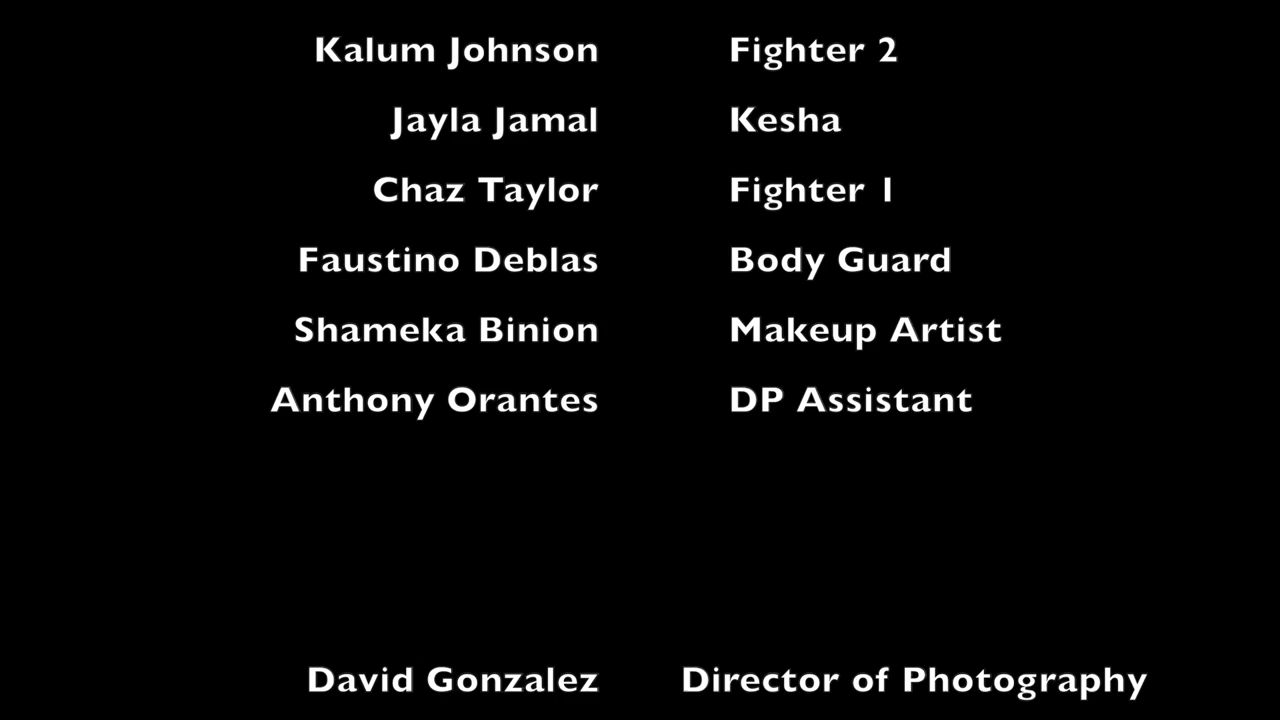 Kalum Johnson Fighter 2
Jayla Jamal Kesha
Chaz Taylor Fighter 1
Faustino Deblas Body Guard
Shameka Binion Makeup Artist
Anthony Orantes DP Assistant
David Gonzalez Director of Photography